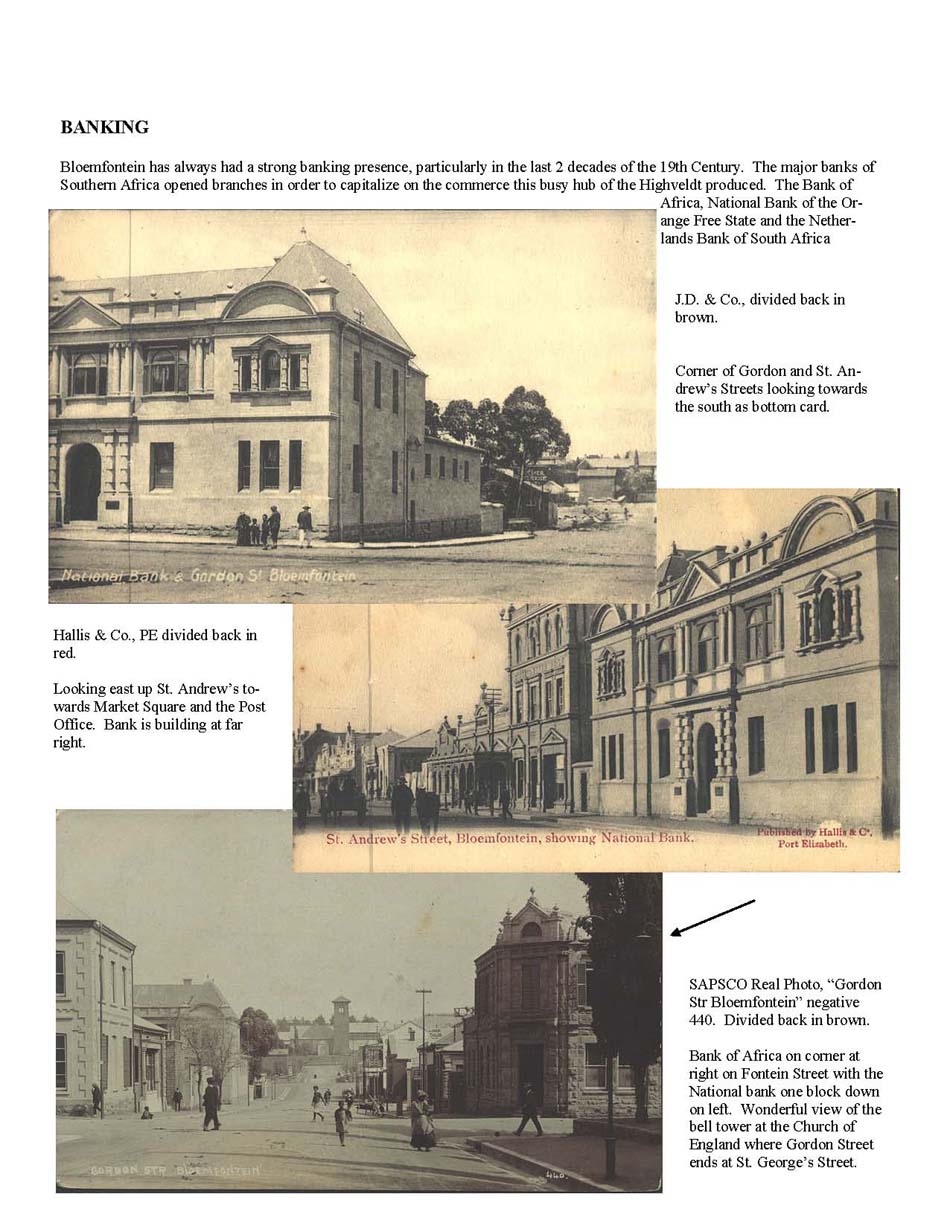 BANKING
Bloemfontein has always had a strong banking presence, particularly in the last 2 decades of the 19th Century. The major banks of
Southern Africa opened branches in order to capitalize on the commerce this busy hub of the Highveldt produced. The Bank of
Africa, National Bank of the Or-
ange Free State and the Nether-
lands Bank of South Africa
J.D. & Co., divided back in
brown.
Corner of Gordon and St. An-
drew's Streets looking towards
the south as bottom card.
National Bank & Gordon St Bloemfontein
Hallis & Co., PE divided back in
red.
Looking east up St. Andrew's to-
wards Market Square and the Post
Office. Bank is building at far
right.
St. Andrew's Street, Bloemfontein, showing National Bank.
Published by Hallis & Co.,
Port Elizabeth.
SAPSCO Real Photo, “Gordon
Str Bloemfontein” negative
440. Divided back in brown.
Bank of Africa on corner at
right on Fontein Street with the
National bank one block down
on left. Wonderful view of the
bell tower at the Church of
England where Gordon Street
ends at St. George's Street.
GORDON STR BLOEMFONTEIN
440.